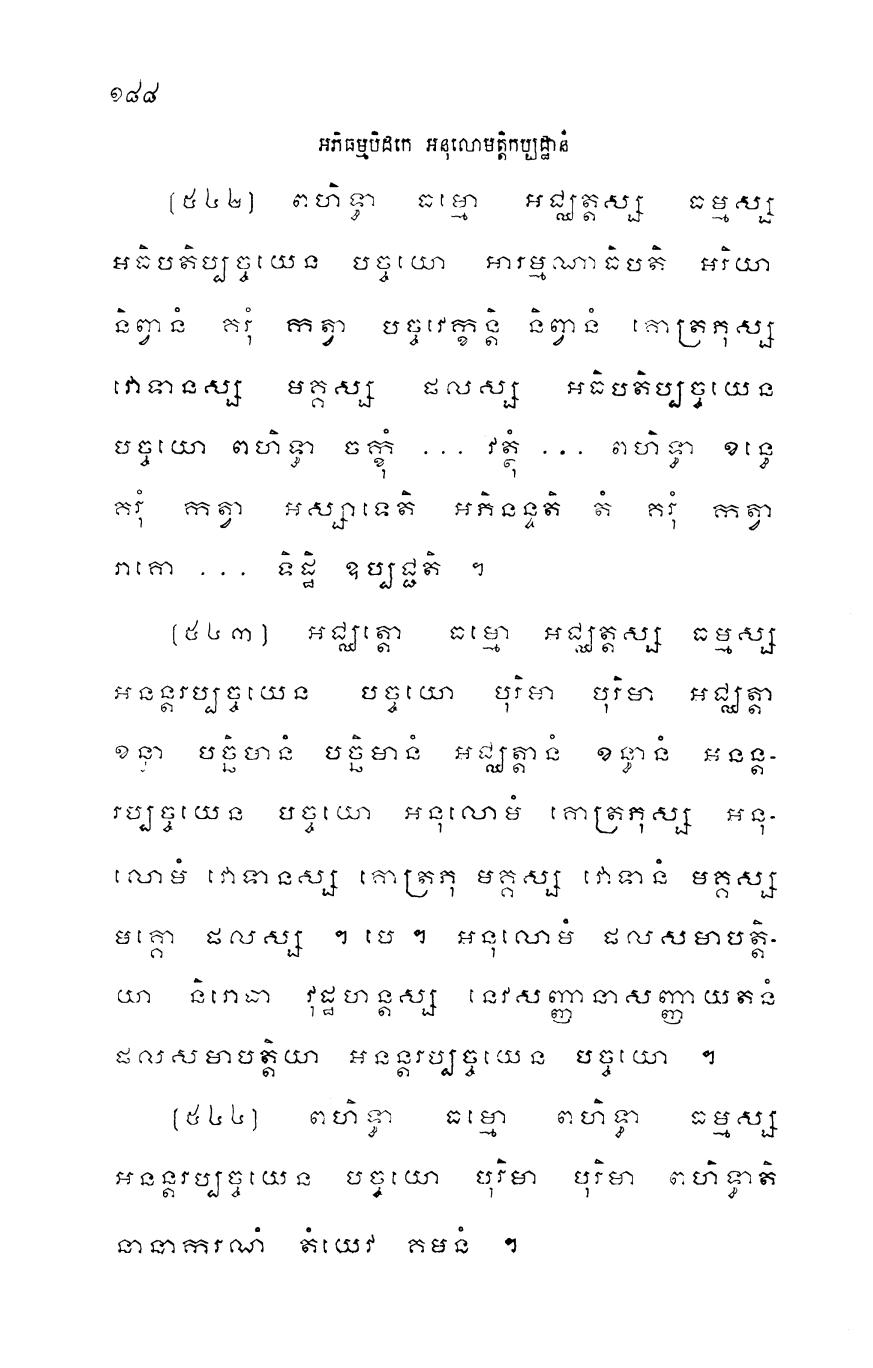 ១៨៨
អភិធម្មបិដកេ អនុលោមត្តិកប្បដ្ឋានំ
(៥៤២) ពហិទ្ធា ធម្មោ អជ្ឈត្តស្ស ធម្មស្ស
អធិបតិប្បច្ចយេន បច្ចយោ អារម្មណាធិបតិ អរិយា
និព្វានំ គរុំ កត្វា បច្ចវេក្ខន្តិ និព្វានំ គោត្រភុស្ស
វោទានស្ស មគ្គស្ស ផលស្ស អធិបតិប្បច្ចយេន
បច្ចយោ ពហិទ្ធា ចក្ខុំ ... វត្ថុំ ... ពហិទ្ធា ខន្ធេ
គរុំ កត្វា អស្សាទេតិ អភិនន្ទតិ តំ គរុំ កត្វា
រាគោ ... ទិដ្ឋិ ឧប្បជ្ជតិ ។
(៥៤៣) អជ្ឈត្តោ ធម្មោ អជ្ឈត្តស្ស ធម្មស្ស
អនន្តរប្បច្ចយេន បច្ចយោ បុរិមា បុរិមា អជ្ឈត្តា
ខន្ធា បច្ឆិមានំ បច្ឆិមានំ អជ្ឈត្តានំ ខន្ធានំ អនន្ត-
រប្បច្ចយេន បច្ចយោ អនុលោមំ គោត្រភុស្ស អនុ-
លោមំ វោទានស្ស គោត្រភុ មគ្គស្ស វោទានំ មគ្គស្ស
មគ្គោ ផលស្ស ។ បេ ។ អនុលោមំ ផលសមាបត្តិ-
យា និរោធា វុដ្ឋហន្តស្ស នេវសញ្ញានាសញ្ញាយតនំ
ផលសមាបត្តិយា អនន្តរប្បច្ចយេន បច្ចយោ ។
(៥៤៤) ពហិទ្ធា ធម្មោ ពហិទ្ធា ធម្មស្ស
អនន្តរប្បច្ចយេន បច្ចយោ បុរិមា បុរិមា ពហិទ្ធាតិ
នានាករណំ តំយេវ គមនំ ។